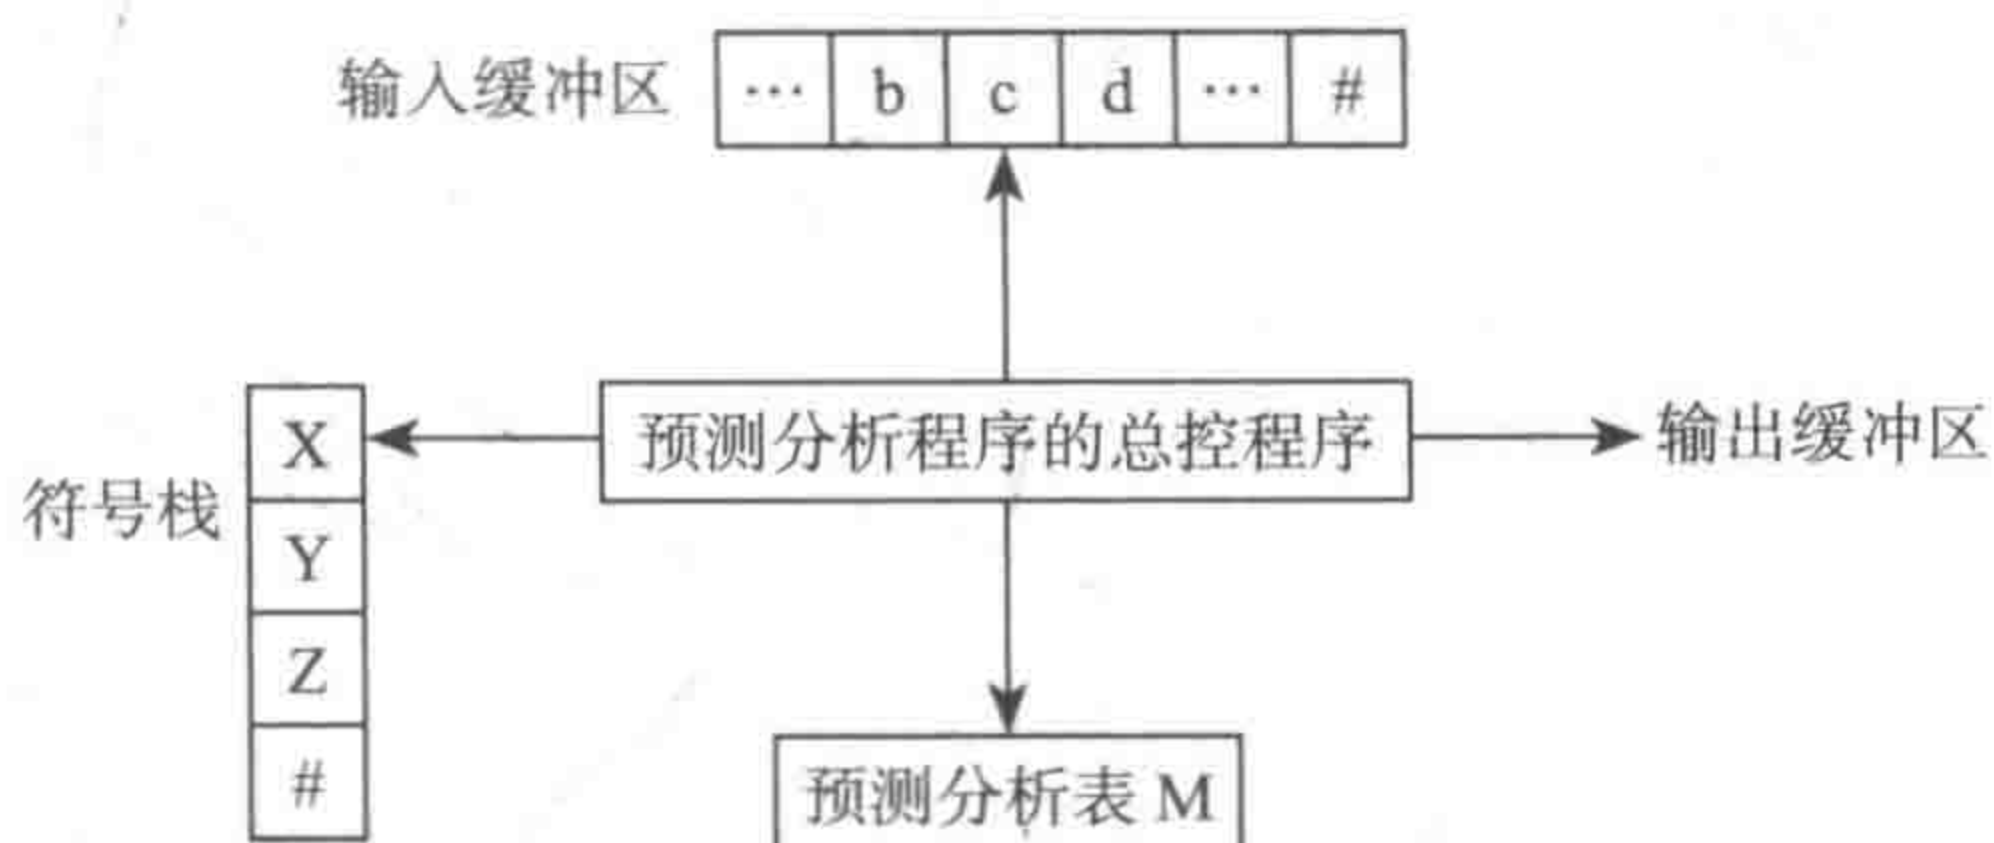 输入缓冲区 … b c d … #
预测分析程序的总控程序
输出缓冲区
符号栈
X
Y
Z
#
预测分析表 M